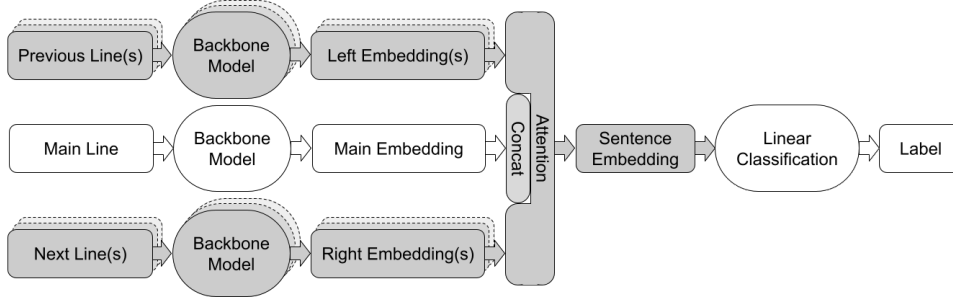 Previous Line(s)
Backbone
Model
Left Embedding(s)
Main Line
Backbone
Model
Main Embedding
Concat
Attention
Sentence
Embedding
Linear
Classification
Label
Next Line(s)
Backbone
Model
Right Embedding(s)